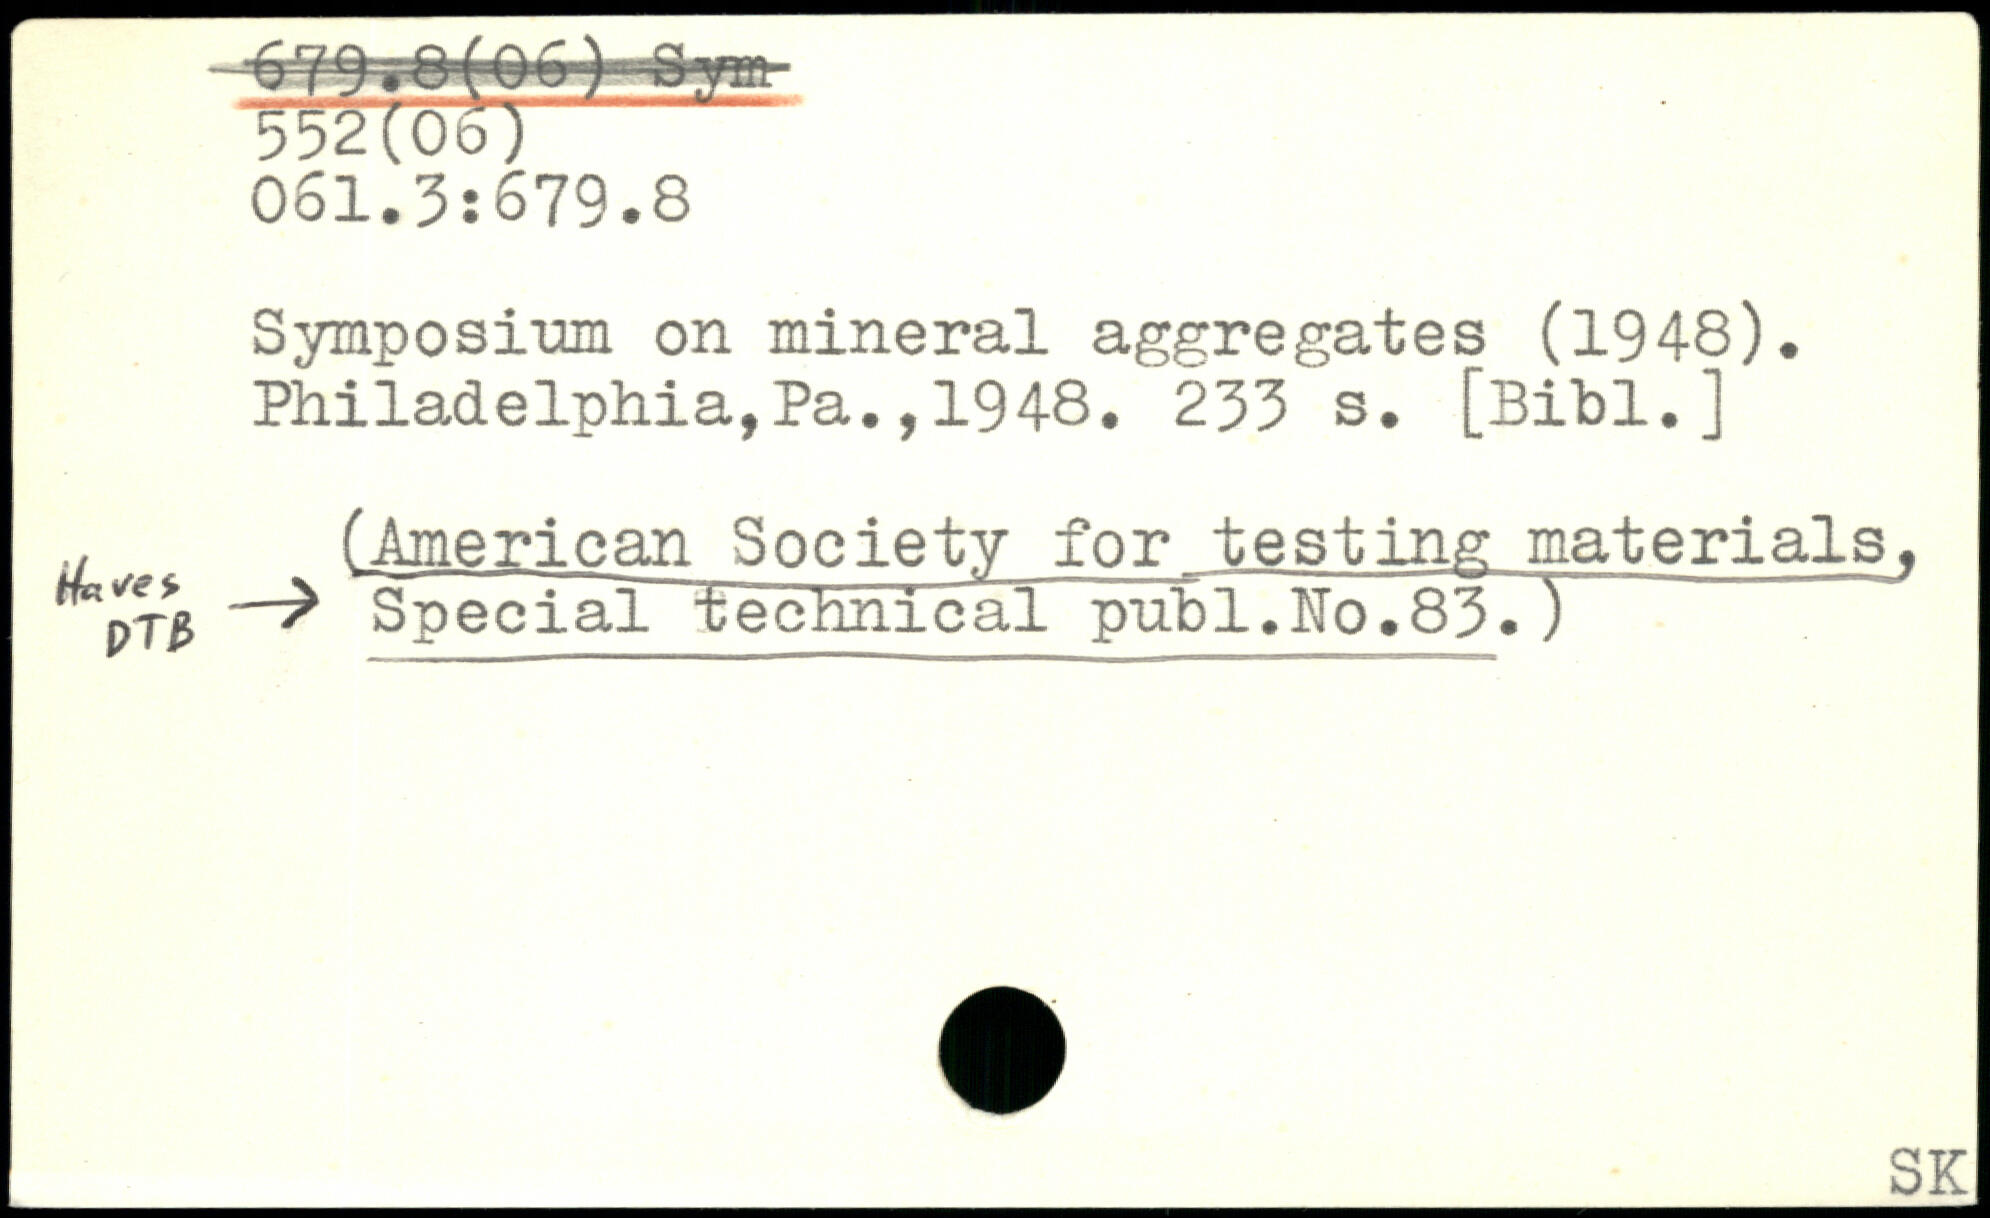 679.8(06) Sym
552(06)
061.3:679.8
Symposium on mineral aggregates (1948).
Philadelphia,Pa.,1948. 233 s. [Bibl.]
Haves
DTB →
(American Society for testing materials,
Special technical publ.No.83.)
SK